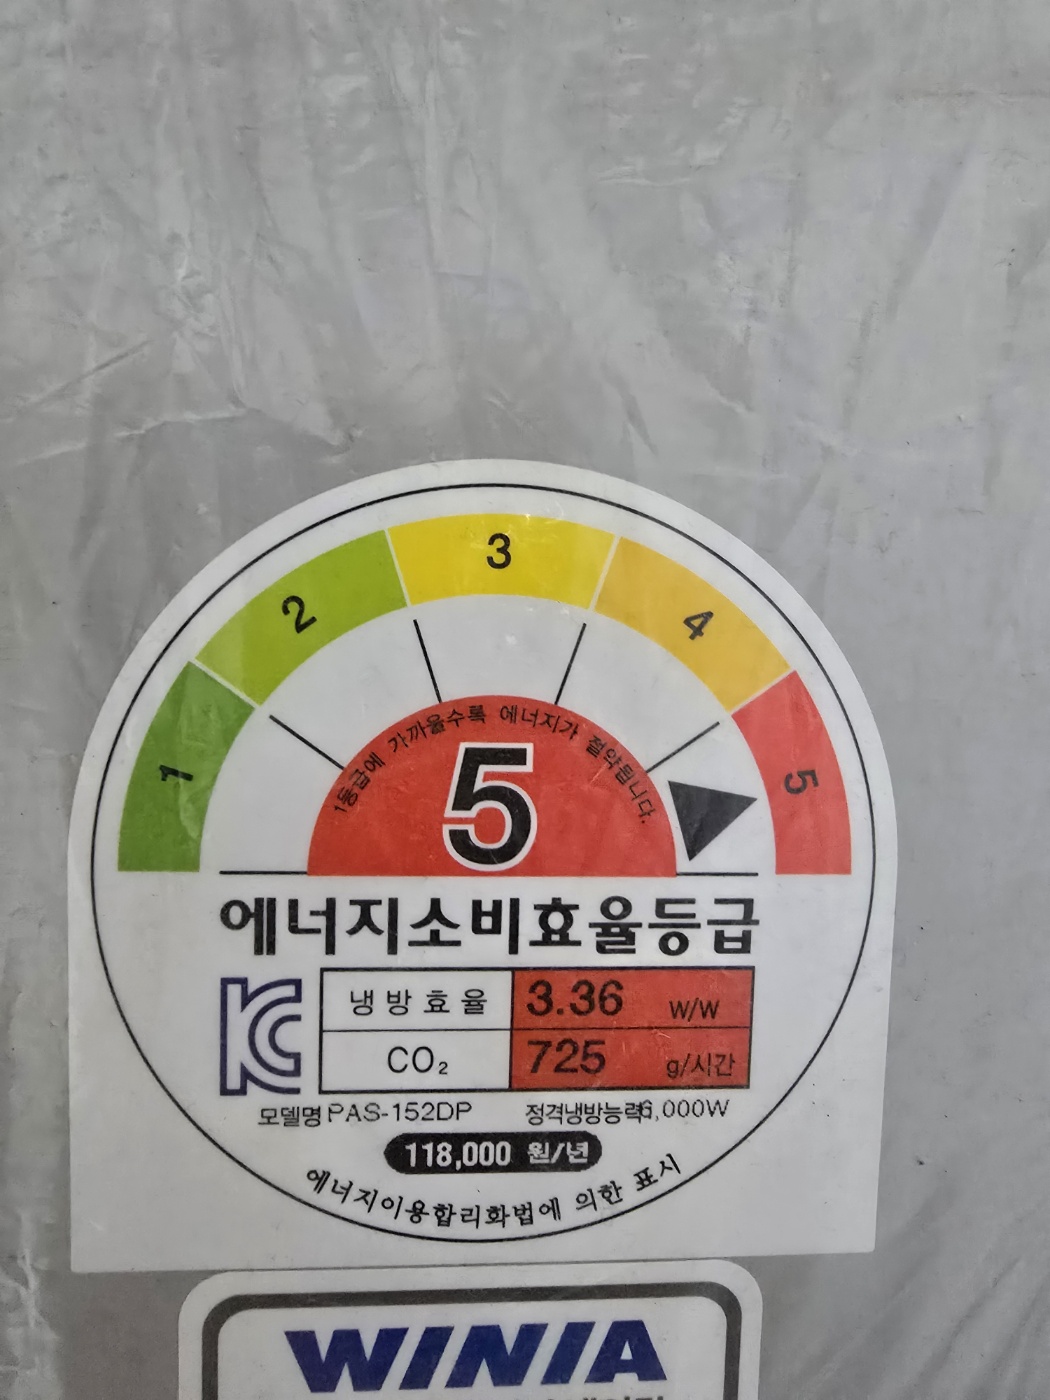 1
2
3
4
5
1등급에 가까울수록 에너지가 절약됩니다.
5
에너지소비효율등급
냉방효율 3.36 w/w
CO₂ 725 g/시간
모델명 PAS-152DP 정격냉방능력 6,000W
118,000 원/년
에너지이용합리화법에 의한 표시
WINIA